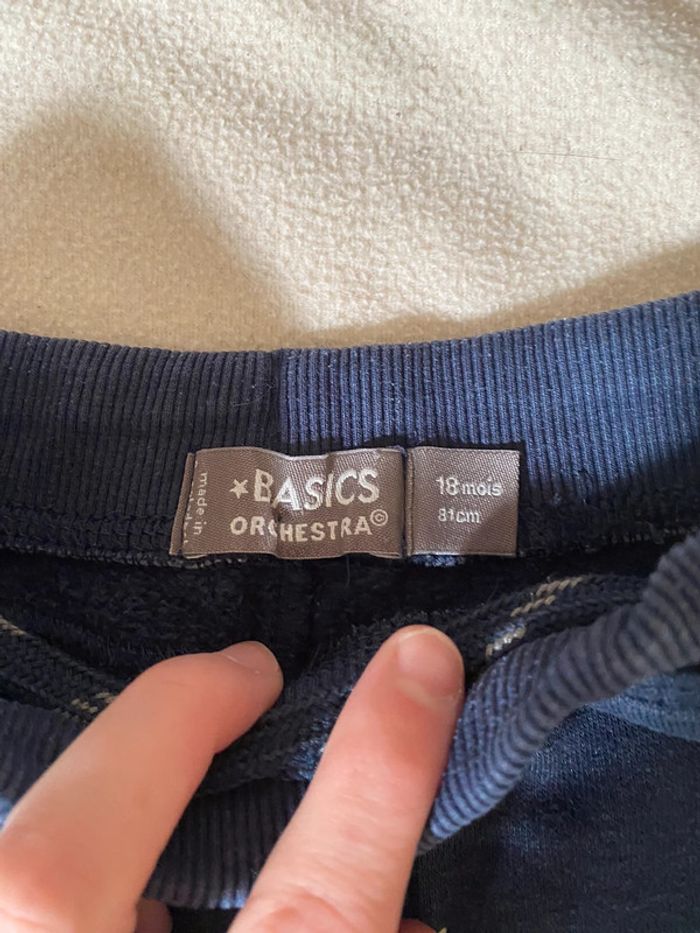 ★BASICS
ORCHESTRA©
18 mois
81cm
made in